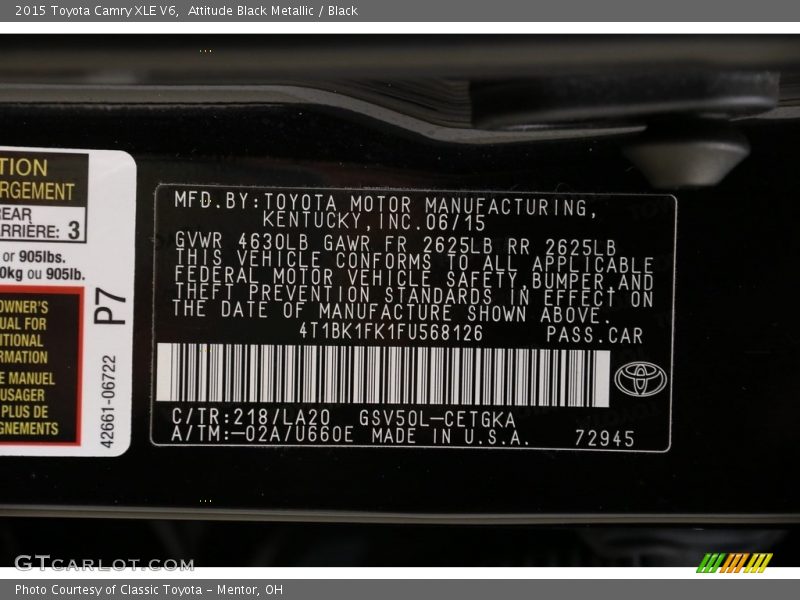 2015 Toyota Camry XLE V6,  Attitude Black Metallic / Black
TION
RGEMENT
REAR
ARRIÈRE: 3
or 905lbs.
0kg ou 905lb.
OWNER'S
UAL FOR
ITIONAL
RMATION
E MANUEL
USAGER
PLUS DE
GNEMENTS
P7
42661-06722
MFD.BY:TOYOTA MOTOR MANUFACTURING,
KENTUCKY,INC.06/15
GVWR 4630LB GAWR FR 2625LB RR 2625LB
THIS VEHICLE CONFORMS TO ALL APPLICABLE
FEDERAL MOTOR VEHICLE SAFETY,BUMPER,AND
THEFT PREVENTION STANDARDS IN EFFECT ON
THE DATE OF MANUFACTURE SHOWN ABOVE.
4T1BK1FK1FU568126 PASS.CAR
C/TR:218/LA20 GSV50L-CETGKA
A/TM:-02A/U660E MADE IN U.S.A. 72945
GTCARLOT.COM
Photo Courtesy of Classic Toyota - Mentor, OH